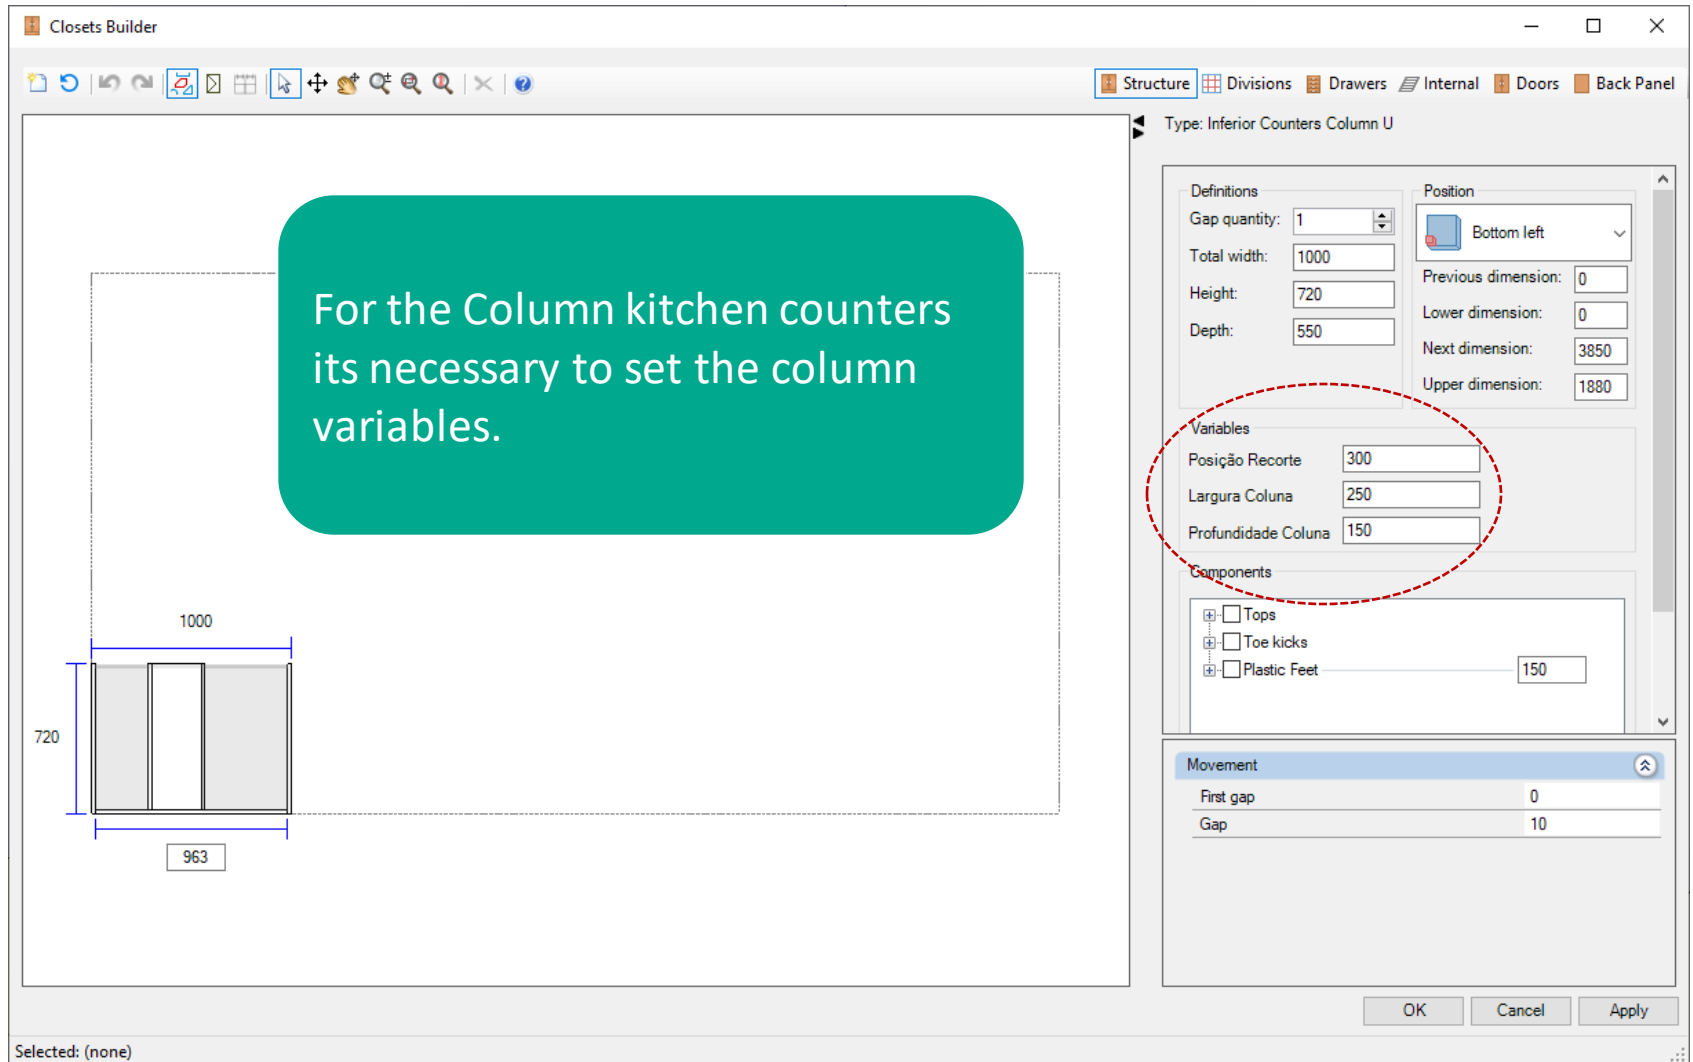 Closets Builder
Structure Divisions Drawers Internal Doors Back Panel
Type: Inferior Counters Column U
For the Column kitchen counters
its necessary to set the column
variables.
Definitions
Gap quantity: 1
Total width: 1000
Height: 720
Depth: 550
Position
Bottom left
Previous dimension: 0
Lower dimension: 0
Next dimension: 3850
Upper dimension: 1880
Variables
Posição Recorte 300
Largura Coluna 250
Profundidade Coluna 150
Components
Tops
Toe kicks
Plastic Feet 150
1000
720
963
Movement
First gap 0
Gap 10
OK Cancel Apply
Selected: (none)